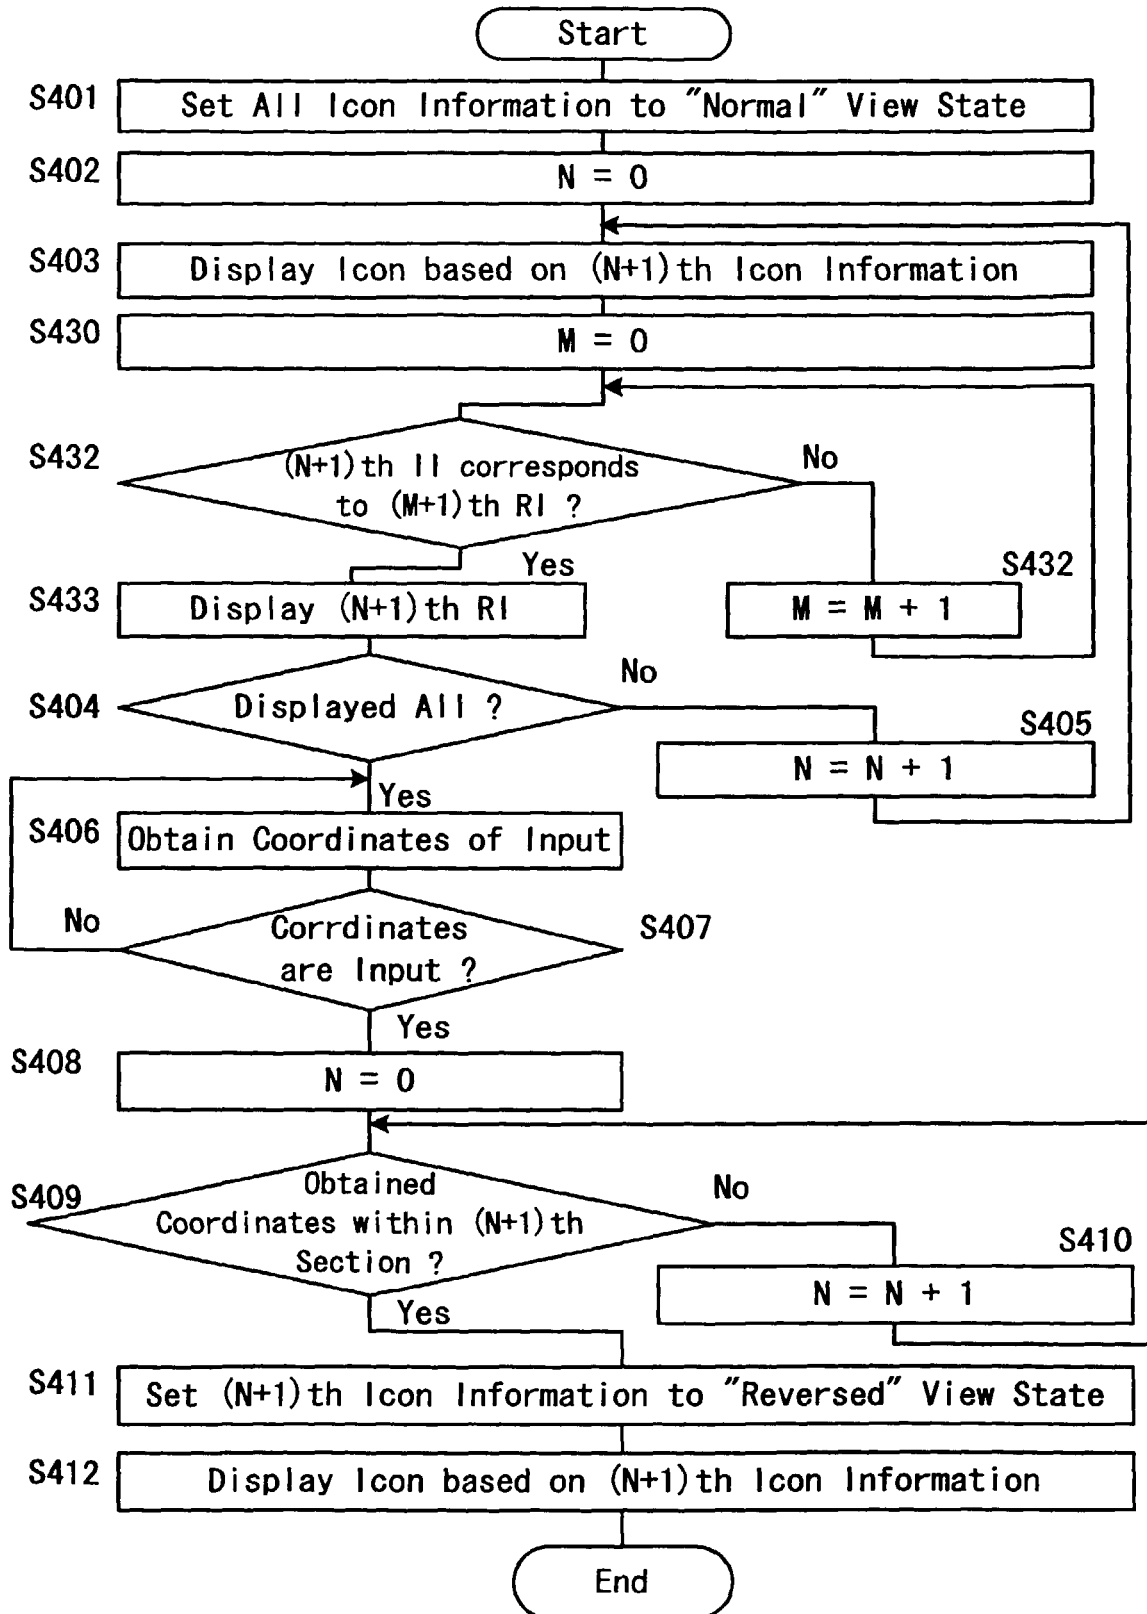 Start
S401
Set All Icon Information to "Normal" View State
S402
N = 0
S403
Display Icon based on (N+1)th Icon Information
S430
M = 0
S432
(N+1)th II corresponds
to (M+1)th RI ?
No
Yes
S432
M = M + 1
S433
Display (N+1)th RI
S404
Displayed All ?
No
S405
N = N + 1
Yes
S406
Obtain Coordinates of Input
No
Corrdinates
are Input ?
S407
Yes
S408
N = 0
S409
Obtained
Coordinates within (N+1)th
Section ?
No
S410
N = N + 1
Yes
S411
Set (N+1)th Icon Information to "Reversed" View State
S412
Display Icon based on (N+1)th Icon Information
End